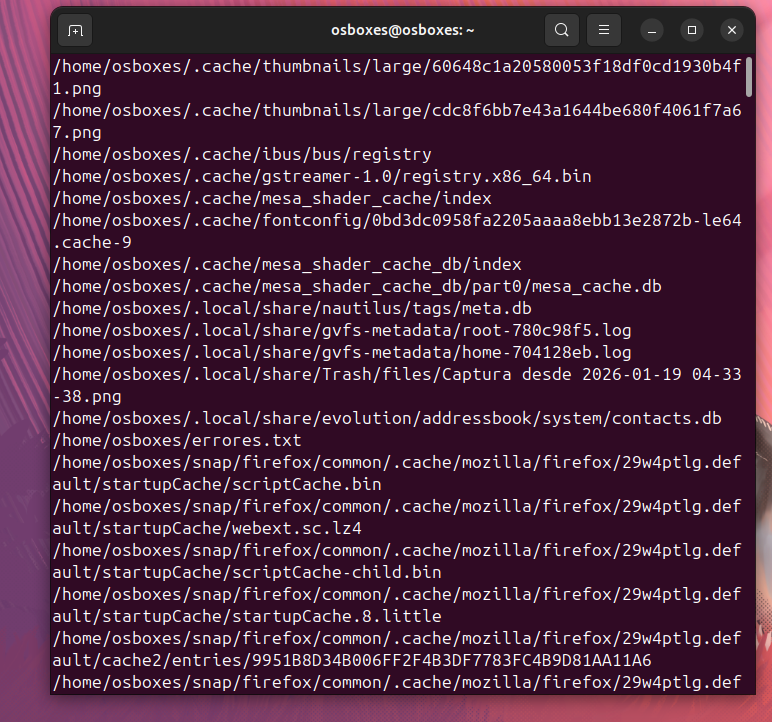 osboxes@osboxes: ~
/home/osboxes/.cache/thumbnails/large/60648c1a20580053f18df0cd1930b4f
1.png
/home/osboxes/.cache/thumbnails/large/cdc8f6bb7e43a1644be680f4061f7a6
7.png
/home/osboxes/.cache/ibus/bus/registry
/home/osboxes/.cache/gstreamer-1.0/registry.x86_64.bin
/home/osboxes/.cache/mesa_shader_cache/index
/home/osboxes/.cache/fontconfig/0bd3dc0958fa2205aaaa8ebb13e2872b-le64
.cache-9
/home/osboxes/.cache/mesa_shader_cache_db/index
/home/osboxes/.cache/mesa_shader_cache_db/part0/mesa_cache.db
/home/osboxes/.local/share/nautilus/tags/meta.db
/home/osboxes/.local/share/gvfs-metadata/root-780c98f5.log
/home/osboxes/.local/share/gvfs-metadata/home-704128eb.log
/home/osboxes/.local/share/Trash/files/Captura desde 2026-01-19 04-33
-38.png
/home/osboxes/.local/share/evolution/addressbook/system/contacts.db
/home/osboxes/errores.txt
/home/osboxes/snap/firefox/common/.cache/mozilla/firefox/29w4ptlg.def
ault/startupCache/scriptCache.bin
/home/osboxes/snap/firefox/common/.cache/mozilla/firefox/29w4ptlg.def
ault/startupCache/webext.sc.lz4
/home/osboxes/snap/firefox/common/.cache/mozilla/firefox/29w4ptlg.def
ault/startupCache/scriptCache-child.bin
/home/osboxes/snap/firefox/common/.cache/mozilla/firefox/29w4ptlg.def
ault/startupCache/startupCache.8.little
/home/osboxes/snap/firefox/common/.cache/mozilla/firefox/29w4ptlg.def
ault/cache2/entries/9951B8D34B006FF2F4B3DF7783FC4B9D81AA11A6
/home/osboxes/snap/firefox/common/.cache/mozilla/firefox/29w4ptlg.def